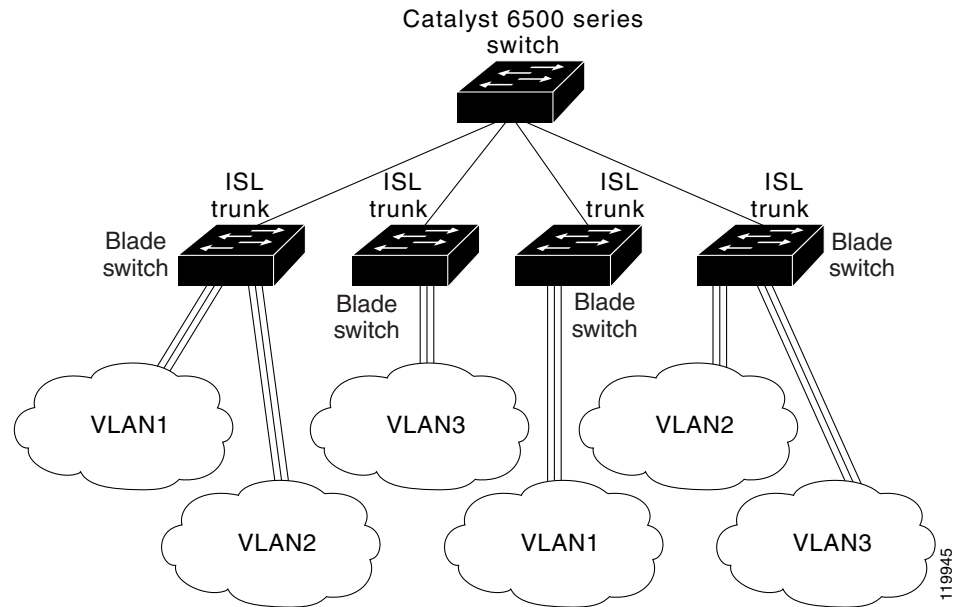 Catalyst 6500 series
switch
ISL
trunk
ISL
trunk
ISL
trunk
ISL
trunk
Blade
switch
Blade
switch
Blade
switch
Blade
switch
VLAN1
VLAN3
VLAN2
VLAN2
VLAN1
VLAN3
119945